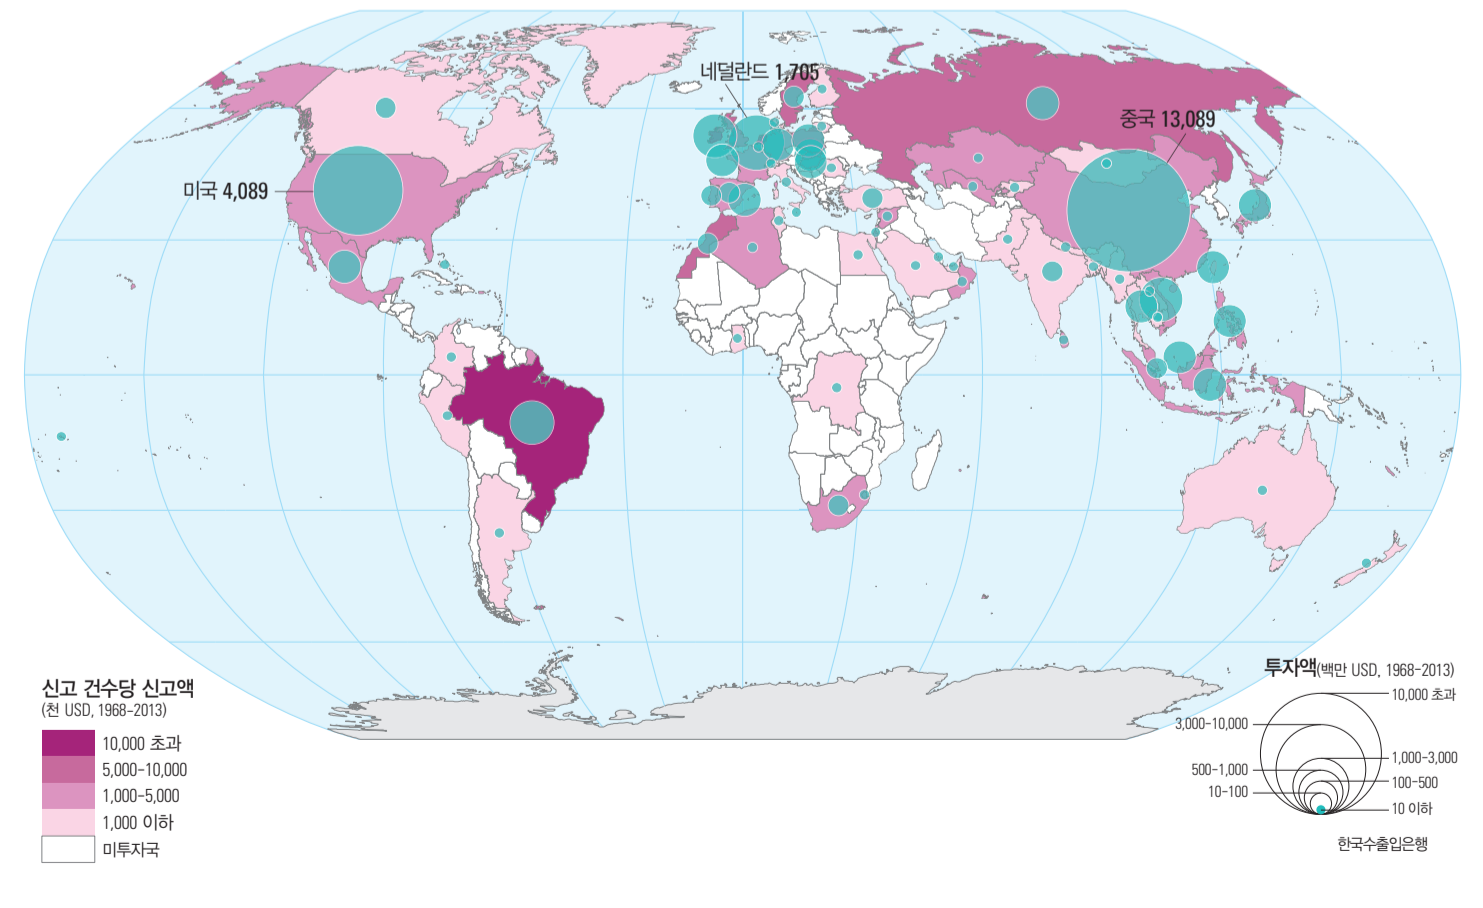 네덜란드 1,705
중국 13,089
미국 4,089
신고 건수당 신고액
(천 USD, 1968-2013)
10,000 초과
5,000-10,000
1,000-5,000
1,000 이하
미투자국
투자액(백만 USD, 1968-2013)
10,000 초과
3,000-10,000
1,000-3,000
500-1,000
100-500
10-100
10 이하
한국수출입은행